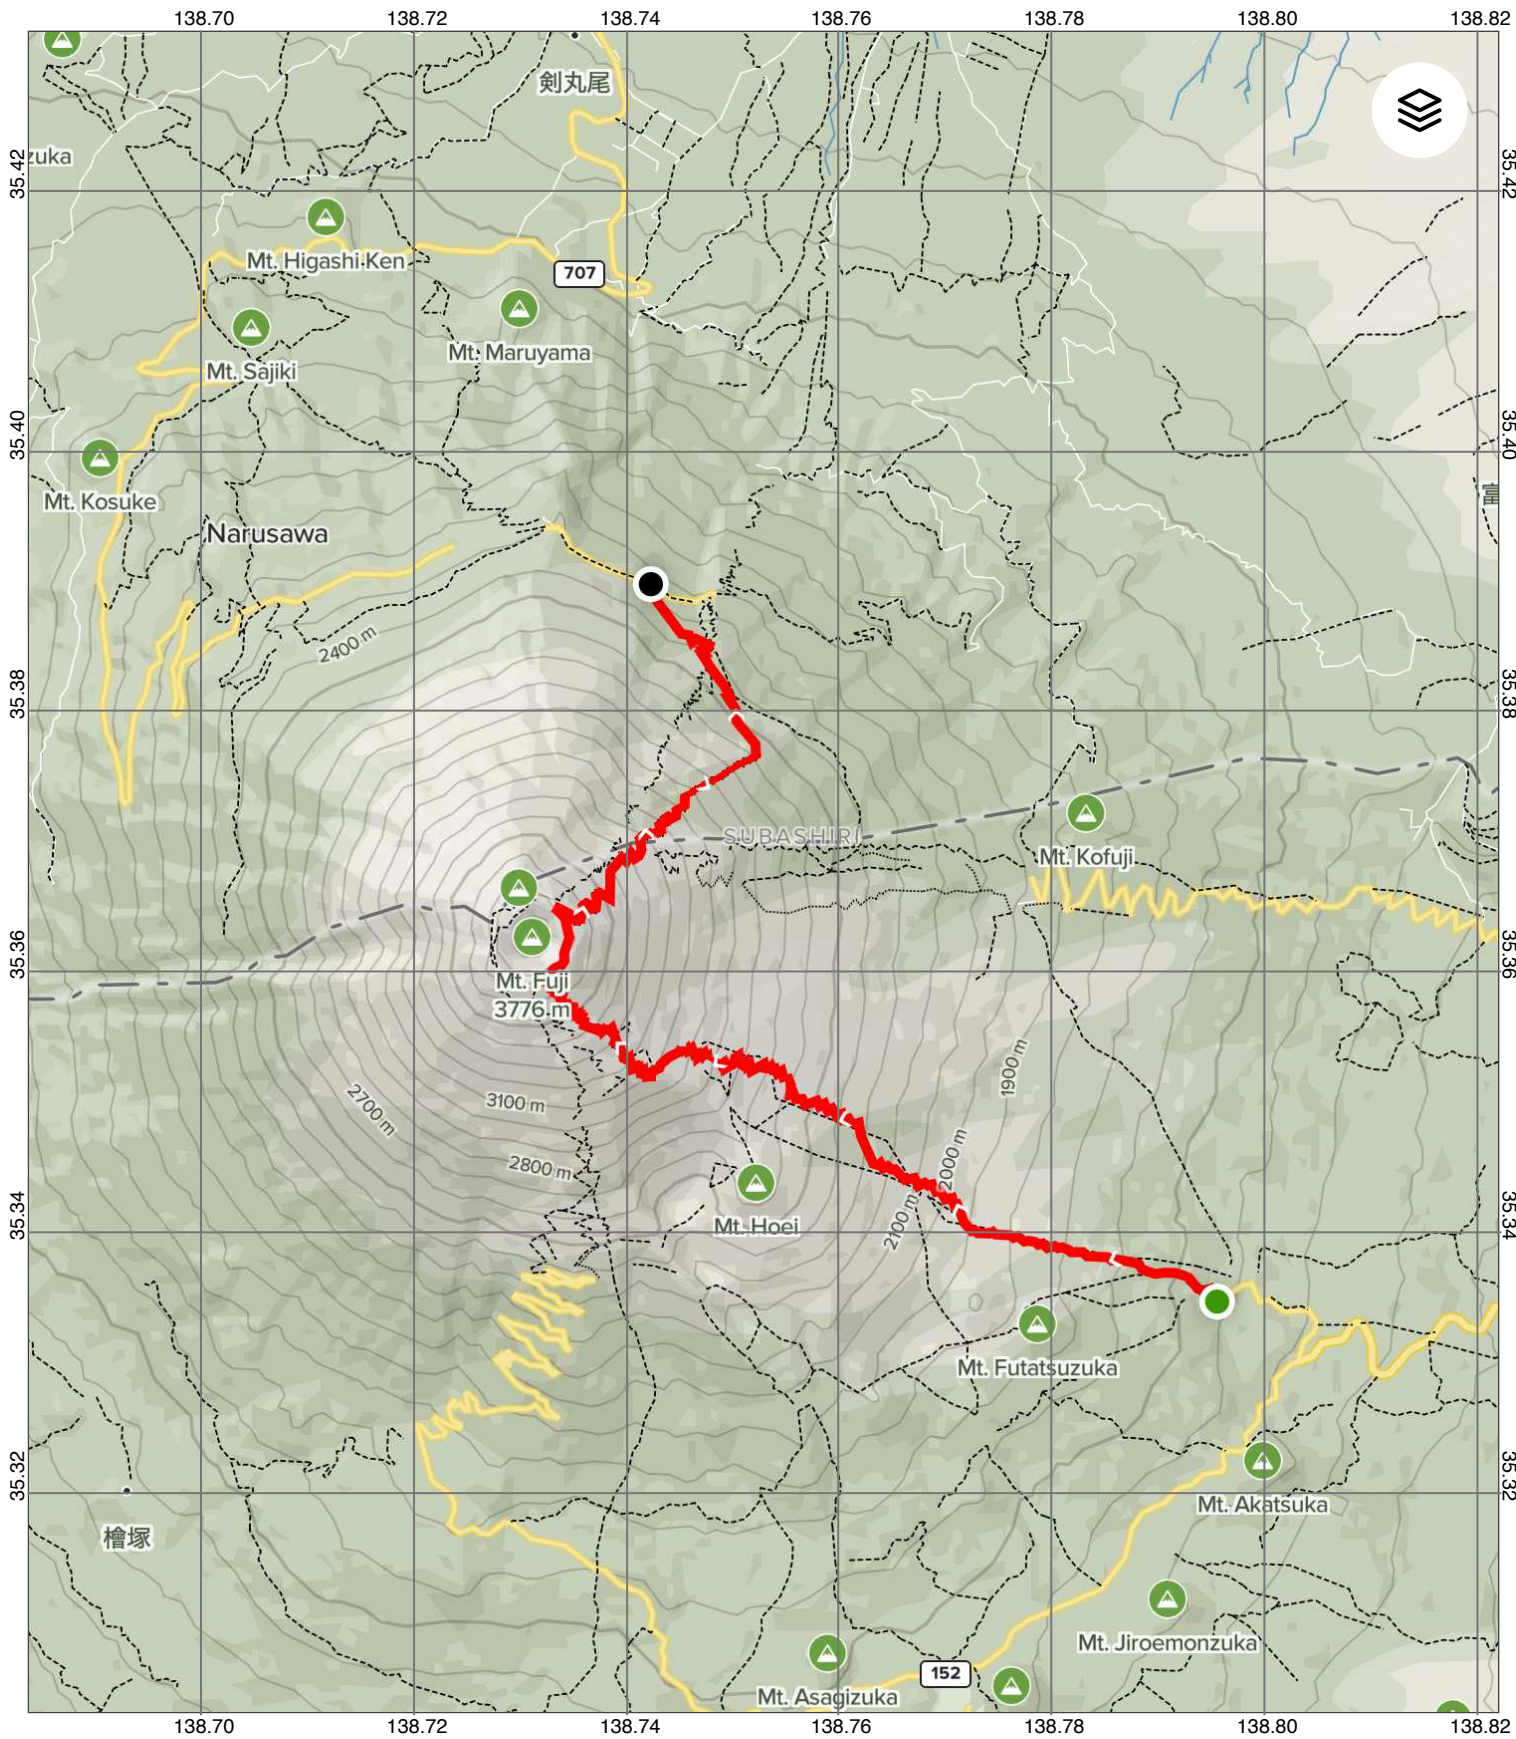 138.70 138.72 138.74 138.76 138.78 138.80 138.82
剣丸尾
zuka
35.42 35.42
Mt. Higashi-Ken
707
Mt. Maruyama
Mt. Sajiki
35.40 35.40
Mt. Kosuke
富
Narusawa
2400 m
35.38 35.38
SUBASHIRI
Mt. Kofuji
35.36 35.36
Mt. Fuji
3776 m
1900 m
2700 m
3100 m
2800 m
2000 m
2100 m
Mt. Hoei
35.34 35.34
Mt. Futatsuzuka
35.32 35.32
Mt. Akatsuka
檜塚
Mt. Jiroemonzuka
152
Mt. Asagizuka
138.70 138.72 138.74 138.76 138.78 138.80 138.82